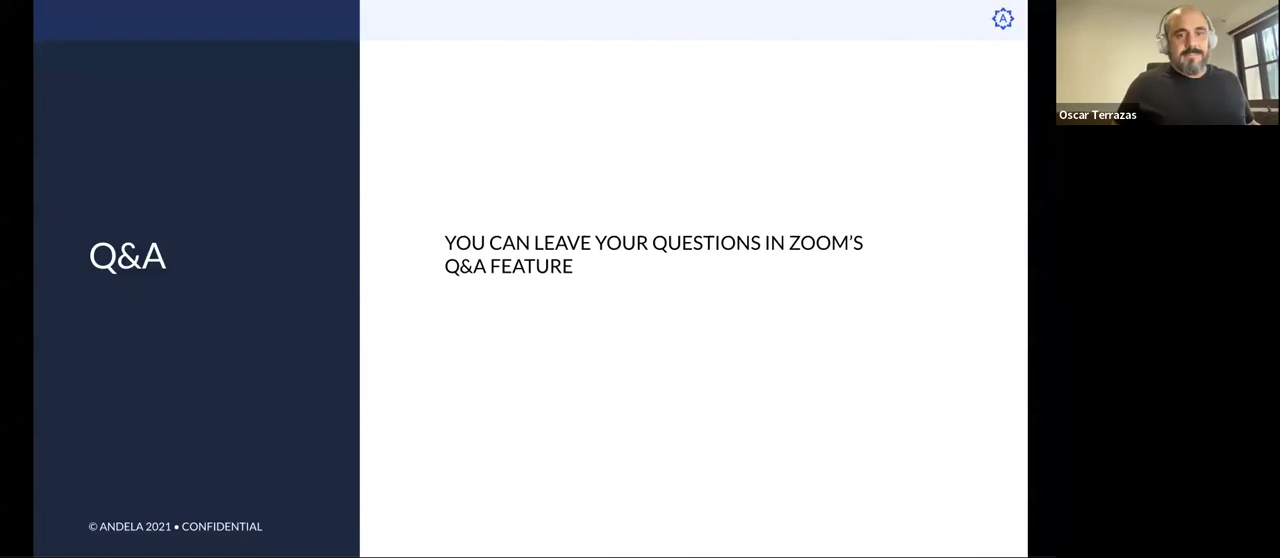 A
Oscar Terrazas
Q&A
YOU CAN LEAVE YOUR QUESTIONS IN ZOOM’S
Q&A FEATURE
© ANDELA 2021 • CONFIDENTIAL